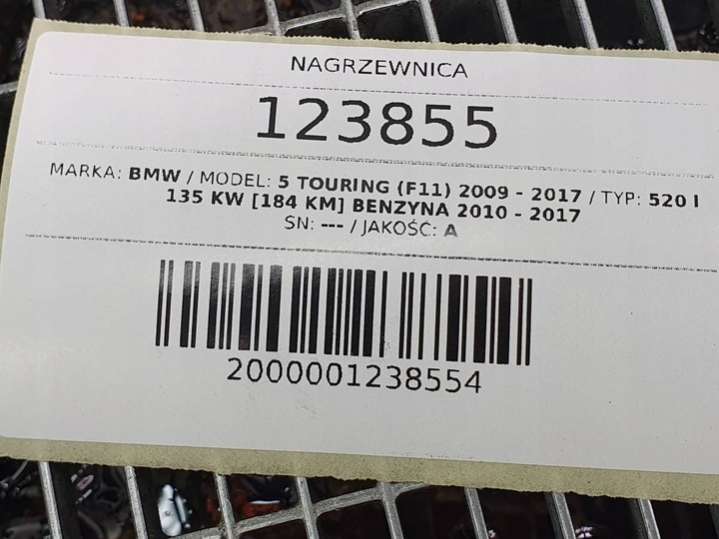 NAGRZEWNICA
123855
MARKA: BMW / MODEL: 5 TOURING (F11) 2009 - 2017 / TYP: 520 I
135 KW [184 KM] BENZYNA 2010 - 2017
SN: --- / JAKOŚĆ: A
2000001238554